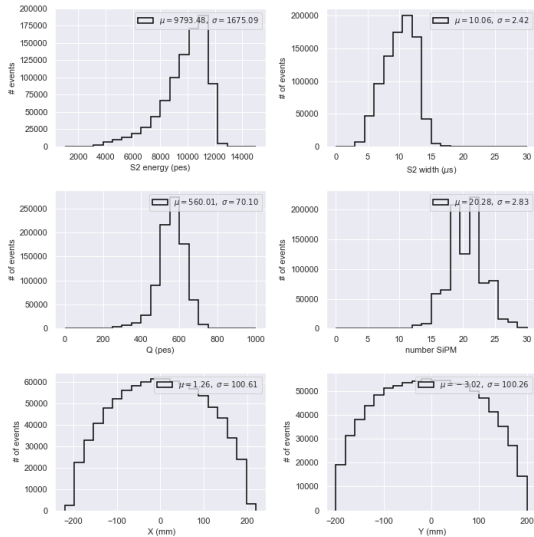 200000
175000
150000
125000
100000
75000
50000
25000
0
# events
μ = 9793.48, σ = 1675.09
2000 4000 6000 8000 10000 12000 14000
S2 energy (pes)
200000
150000
100000
50000
0
# of events
μ = 10.06, σ = 2.42
0 5 10 15 20 25 30
S2 width (μs)
250000
200000
150000
100000
50000
0
# of events
μ = 560.01, σ = 70.10
0 200 400 600 800 1000
Q (pes)
200000
150000
100000
50000
0
# of events
μ = 20.28, σ = 2.83
0 5 10 15 20 25 30
number SiPM
60000
50000
40000
30000
20000
10000
0
# of events
μ = 1.26, σ = 100.61
−200 −100 0 100 200
X (mm)
50000
40000
30000
20000
10000
0
# of events
μ = −3.02, σ = 100.26
−200 −100 0 100 200
Y (mm)